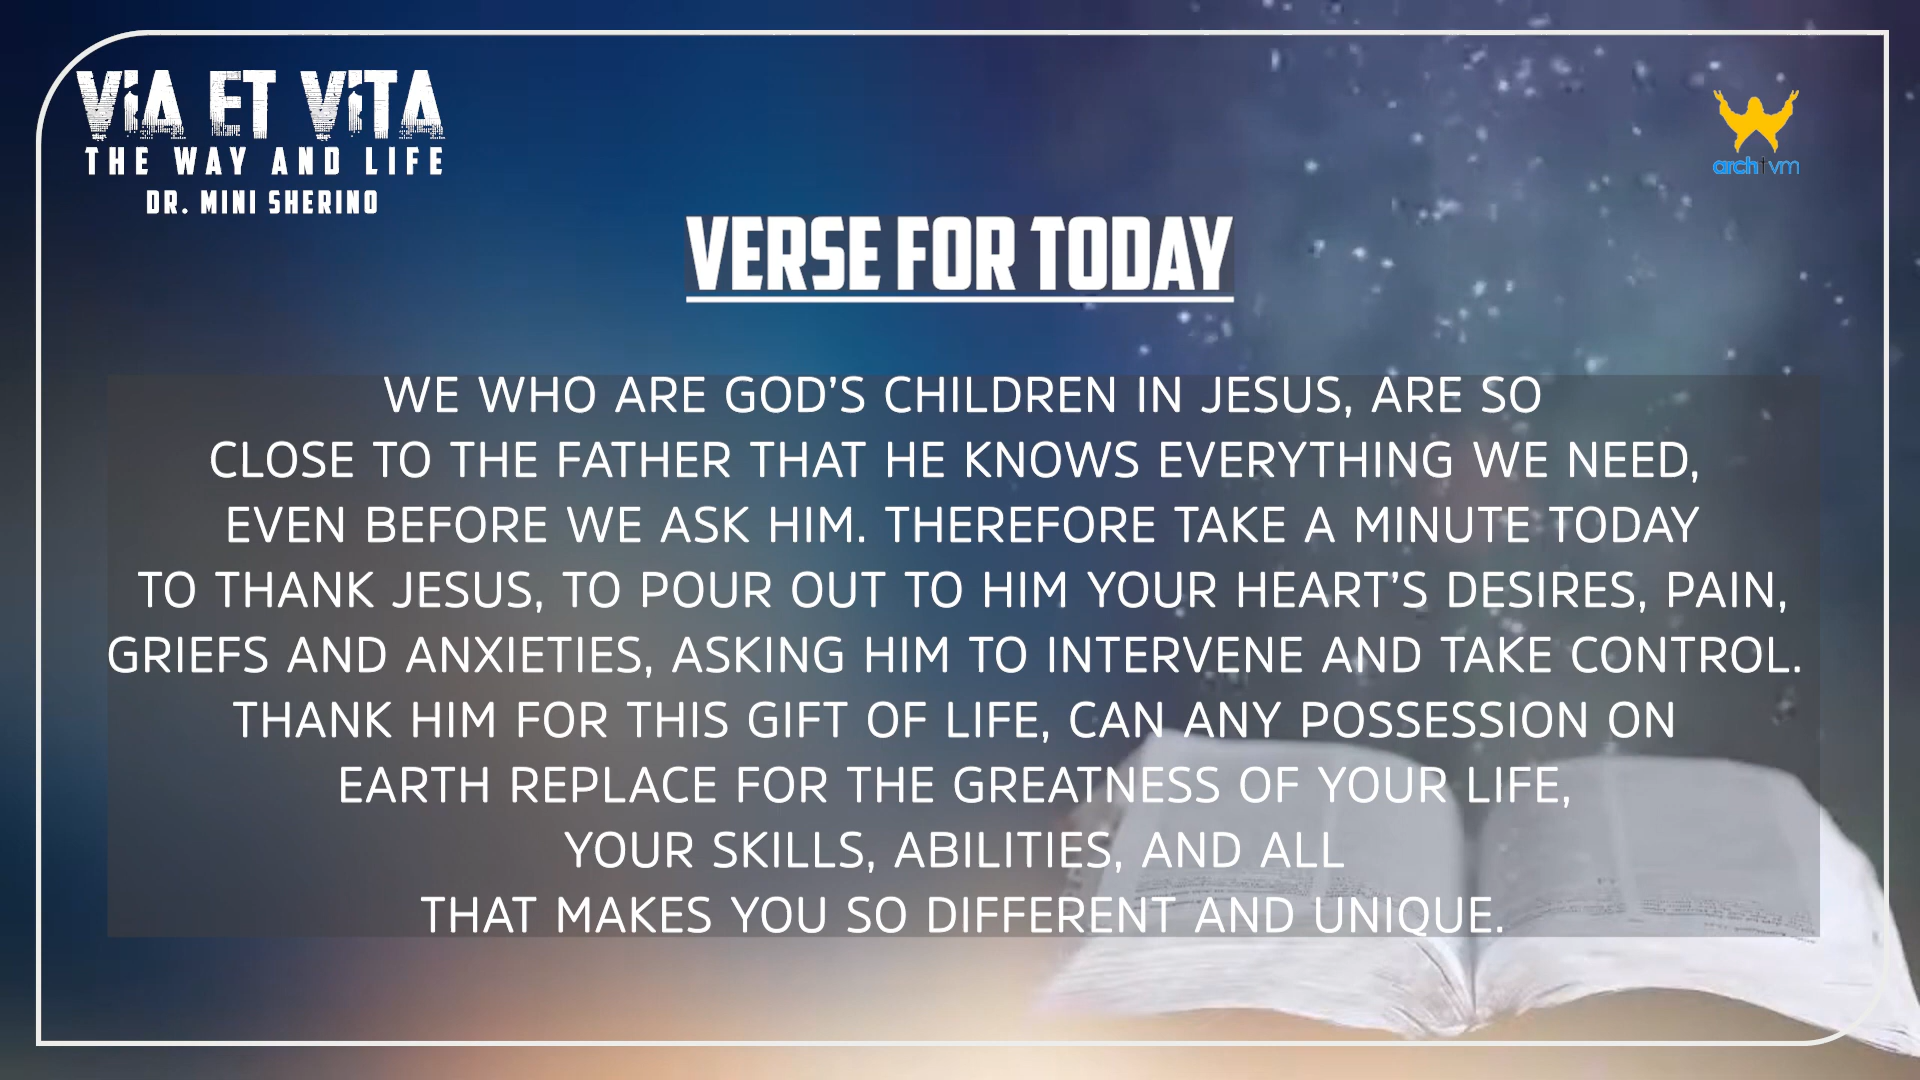 ViA ET ViTA
THE WAY AND LIFE
DR. MINI SHERINO
arch tvm
VERSE FOR TODAY
WE WHO ARE GOD’S CHILDREN IN JESUS, ARE SO
CLOSE TO THE FATHER THAT HE KNOWS EVERYTHING WE NEED,
EVEN BEFORE WE ASK HIM. THEREFORE TAKE A MINUTE TODAY
TO THANK JESUS, TO POUR OUT TO HIM YOUR HEART’S DESIRES, PAIN,
GRIEFS AND ANXIETIES, ASKING HIM TO INTERVENE AND TAKE CONTROL.
THANK HIM FOR THIS GIFT OF LIFE, CAN ANY POSSESSION ON
EARTH REPLACE FOR THE GREATNESS OF YOUR LIFE,
YOUR SKILLS, ABILITIES, AND ALL
THAT MAKES YOU SO DIFFERENT AND UNIQUE.